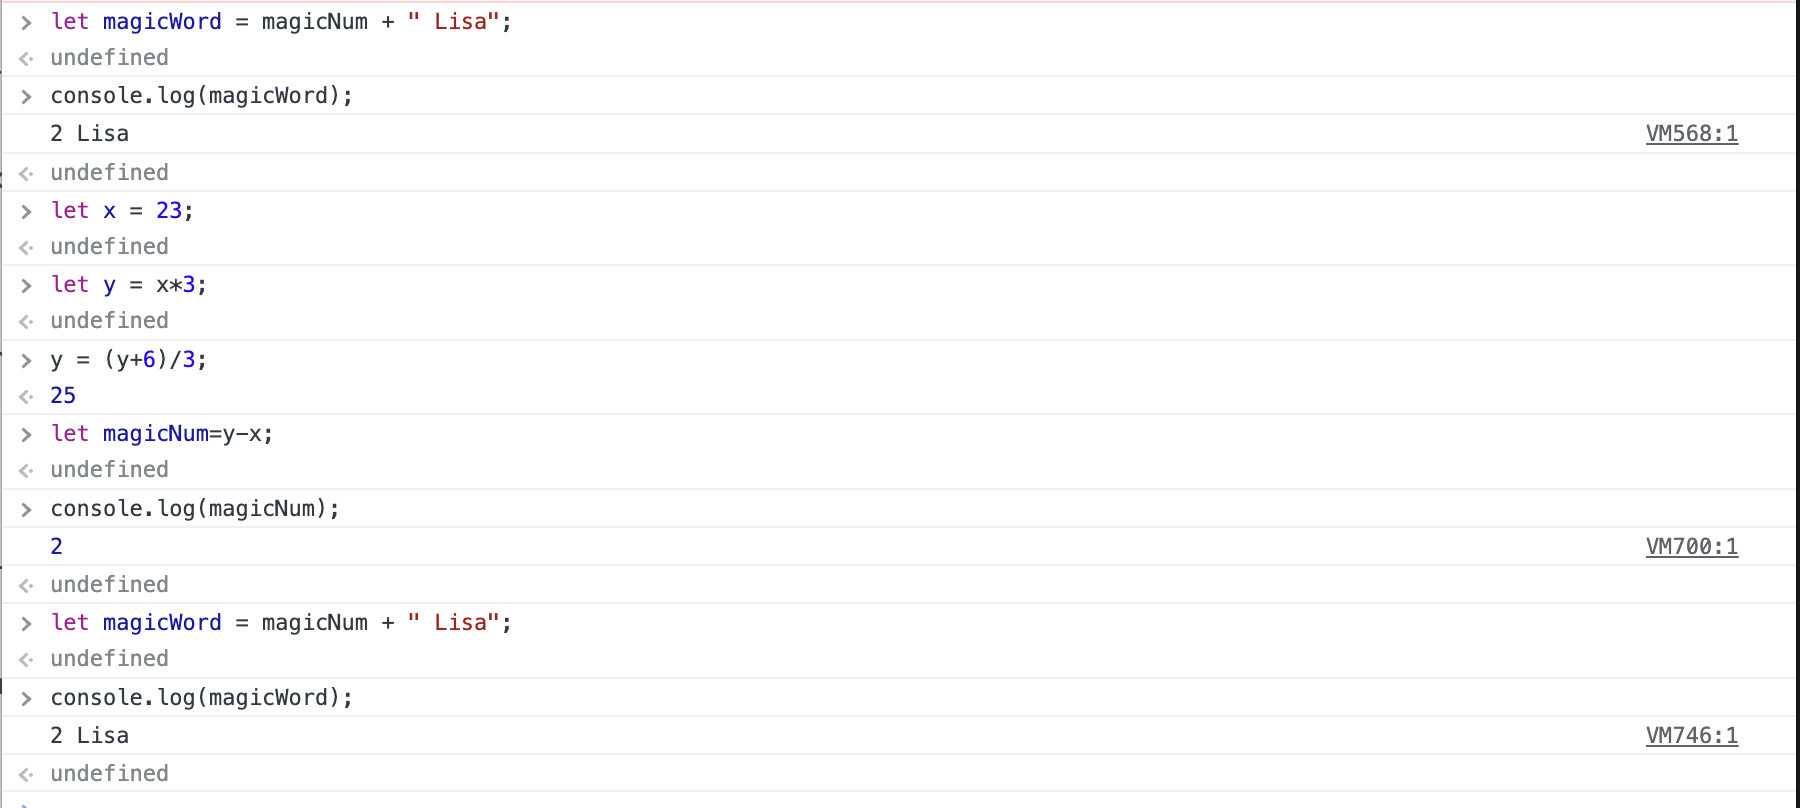 > let magicWord = magicNum + " Lisa";
undefined
> console.log(magicWord);
2 Lisa VM568:1
undefined
> let x = 23;
undefined
> let y = x*3;
undefined
> y = (y+6)/3;
25
> let magicNum=y-x;
undefined
> console.log(magicNum);
2 VM700:1
undefined
> let magicWord = magicNum + " Lisa";
undefined
> console.log(magicWord);
2 Lisa VM746:1
undefined